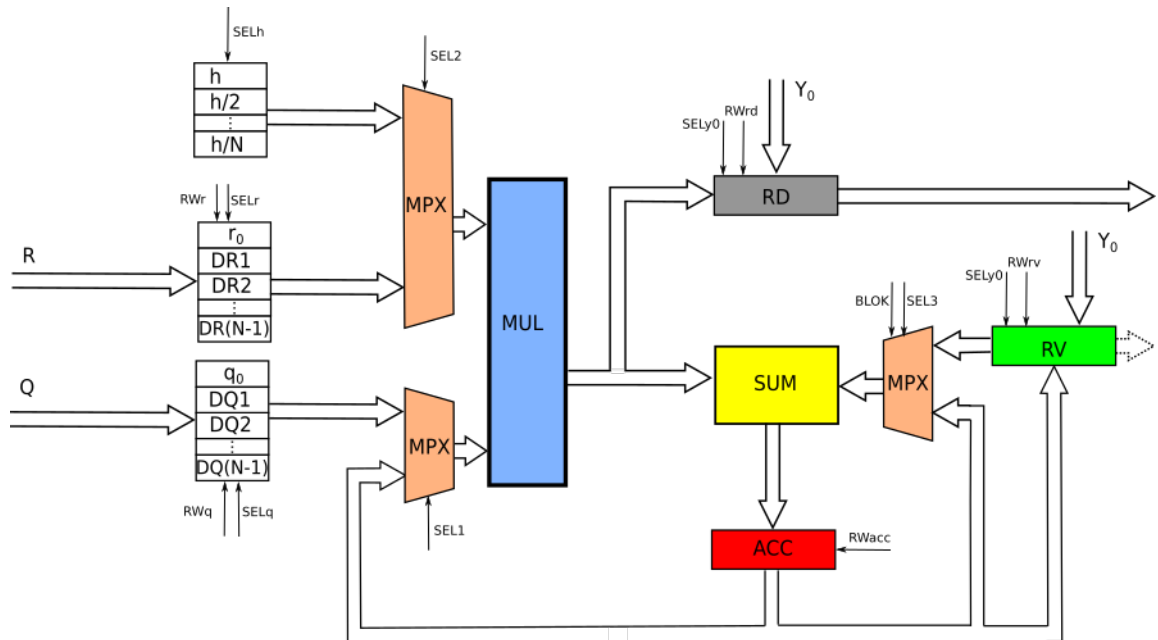 SELh
h
h/2
⋮
h/N
SEL2
RWr
SELr
r₀
DR1
DR2
⋮
DR(N-1)
R
MPX
MUL
Q
q₀
DQ1
DQ2
⋮
DQ(N-1)
RWq
SELq
MPX
SEL1
Y₀
SELy0
RWrd
RD
Y₀
SELy0
RWrv
RV
BLOK
SEL3
MPX
SUM
ACC
RWacc